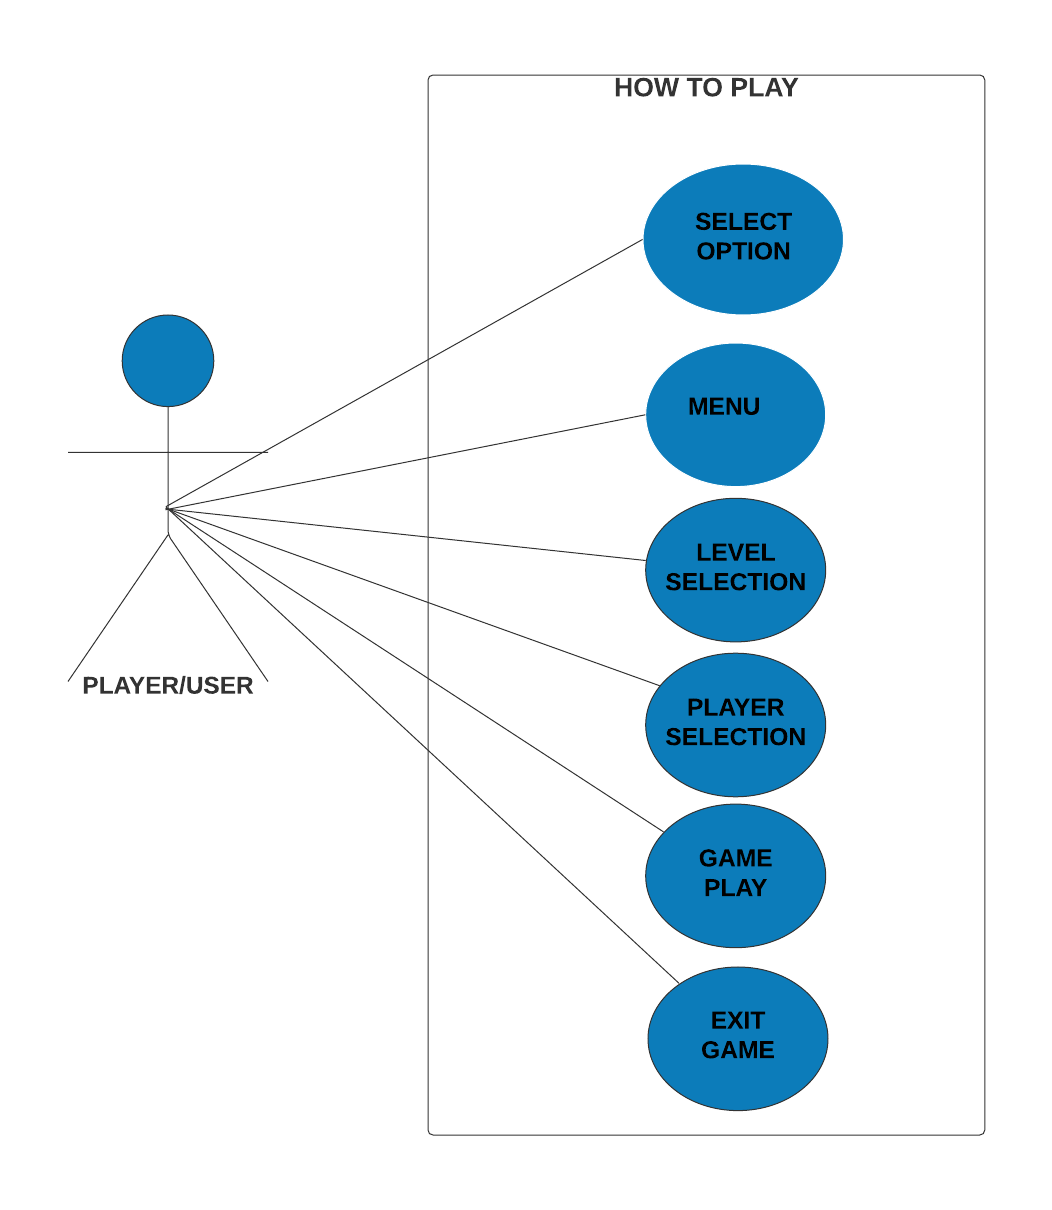 HOW TO PLAY
SELECT
OPTION
MENU
LEVEL
SELECTION
PLAYER/USER
PLAYER
SELECTION
GAME
PLAY
EXIT
GAME